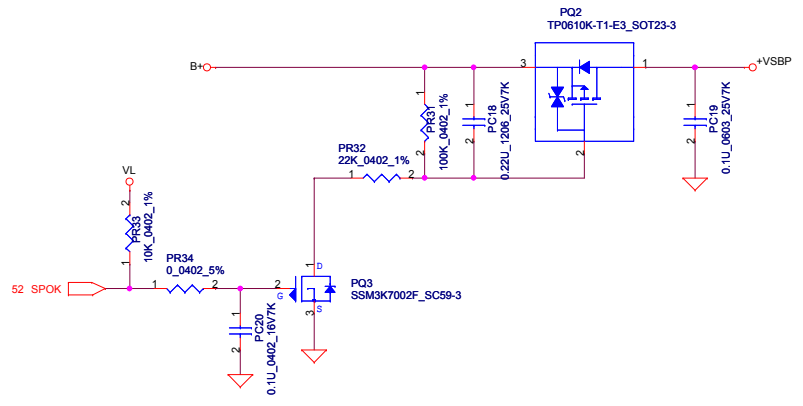 PQ2
TP0610K-T1-E3_SOT23-3
B+
3
1
+VSBP
1
PR31
2
100K_0402_1%
1
PC18
2
0.22U_1206_25V7K
1
PC19
2
0.1U_0603_25V7K
2
PR32
22K_0402_1%
1
2
VL
2
PR33
1
10K_0402_1%
PR34
0_0402_5%
52 SPOK
1
2
2
G
1
D
S
3
PQ3
SSM3K7002F_SC59-3
1
PC20
2
0.1U_0402_16V7K